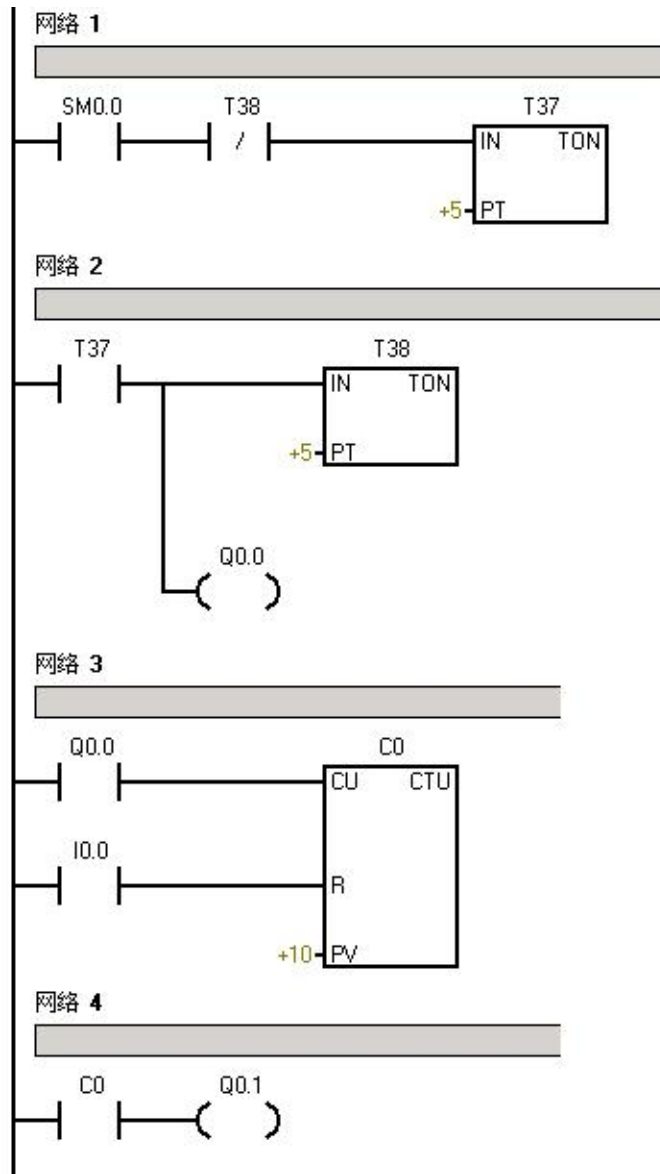 网络 1
SM0.0 T38 T37
/ IN TON
+5 PT
网络 2
T37 T38
IN TON
+5 PT
Q0.0
网络 3
Q0.0 C0
CU CTU
I0.0
R
+10 PV
网络 4
C0 Q0.1